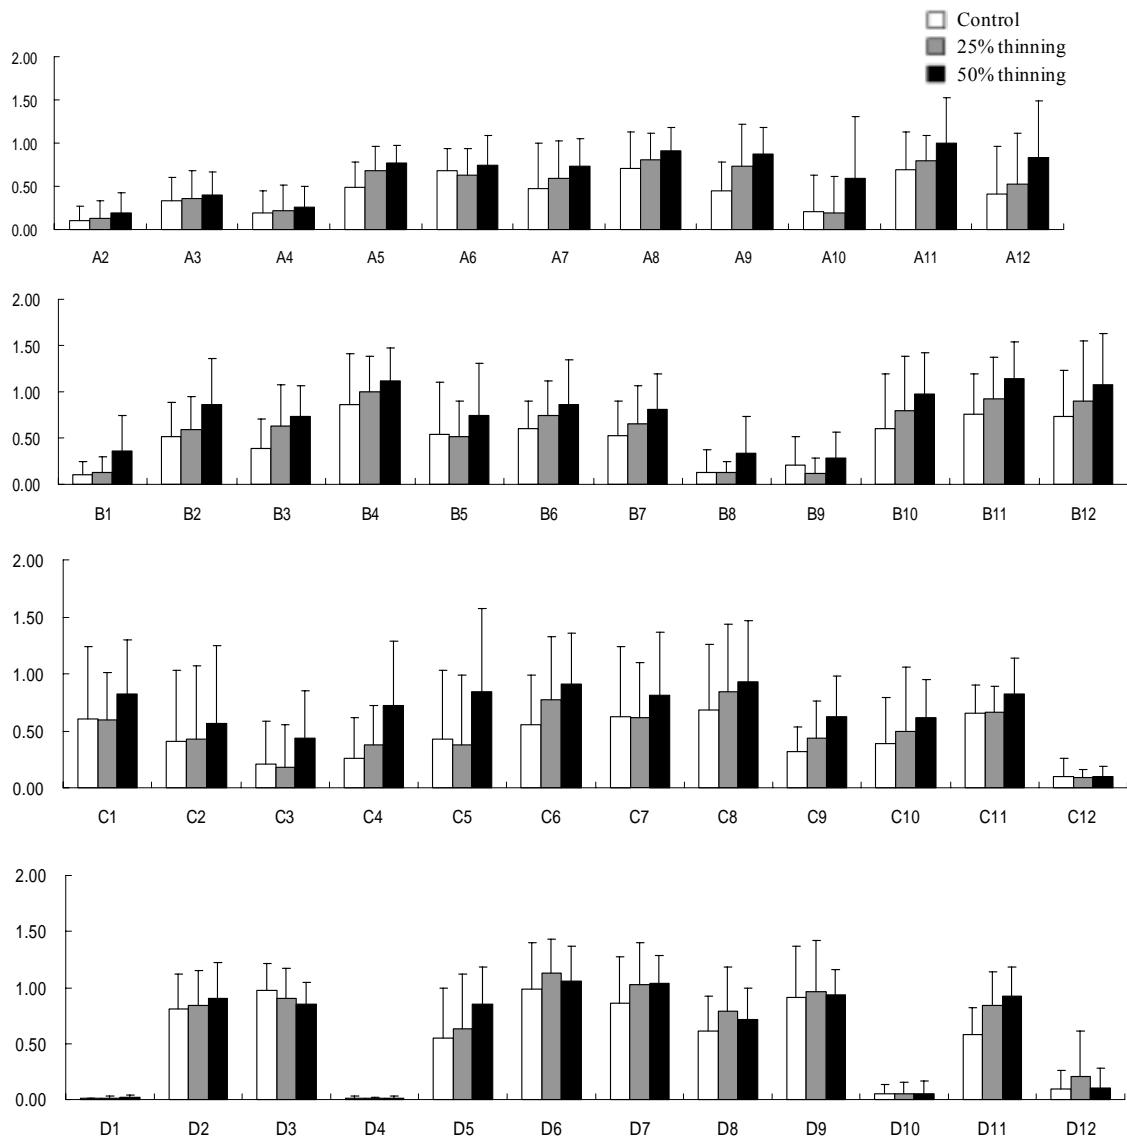 Control
25% thinning
50% thinning
2.00
1.50
1.00
0.50
0.00
A2 A3 A4 A5 A6 A7 A8 A9 A10 A11 A12
2.00
1.50
1.00
0.50
0.00
B1 B2 B3 B4 B5 B6 B7 B8 B9 B10 B11 B12
2.00
1.50
1.00
0.50
0.00
C1 C2 C3 C4 C5 C6 C7 C8 C9 C10 C11 C12
2.00
1.50
1.00
0.50
0.00
D1 D2 D3 D4 D5 D6 D7 D8 D9 D10 D11 D12